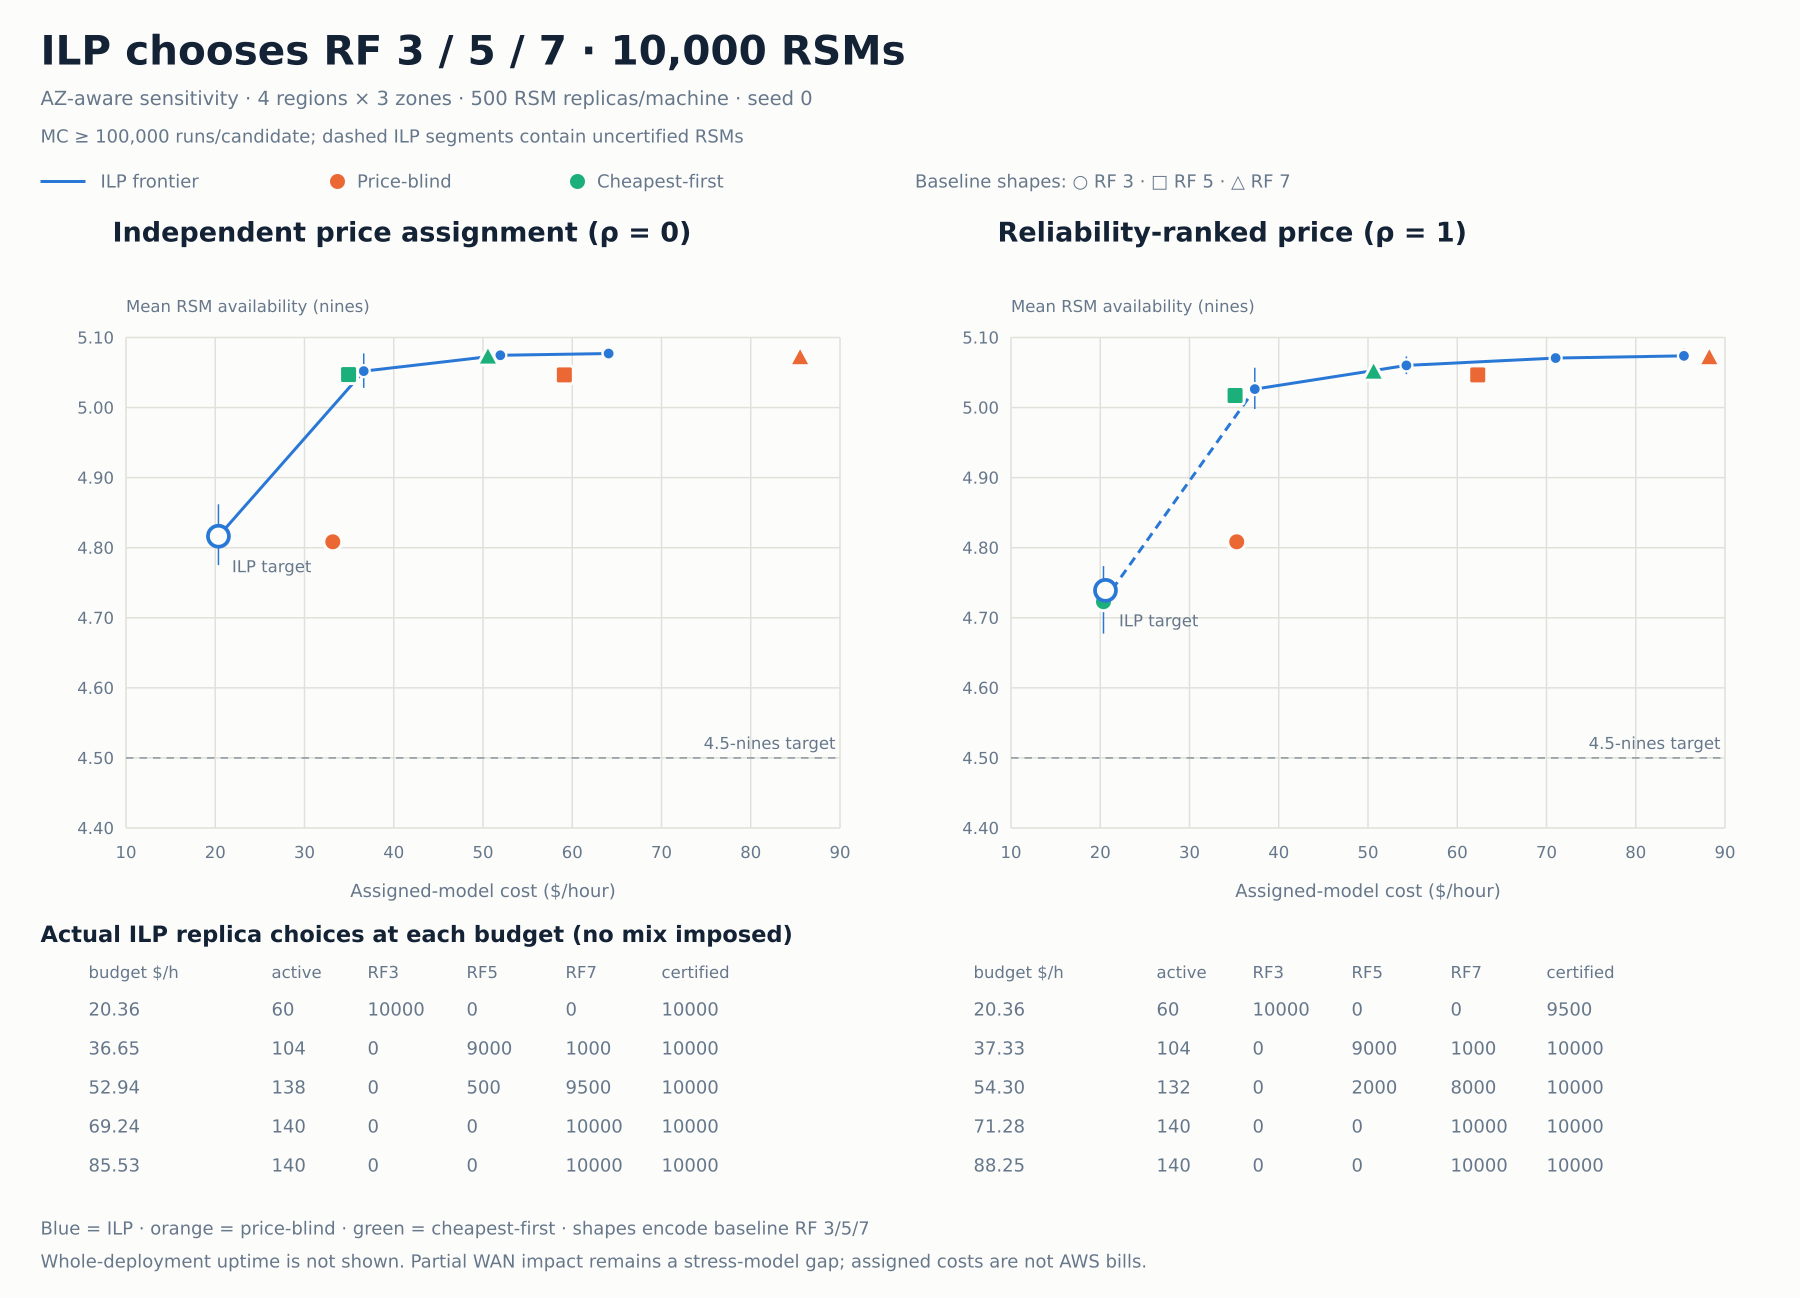 ILP chooses RF 3 / 5 / 7 · 10,000 RSMs
AZ-aware sensitivity · 4 regions × 3 zones · 500 RSM replicas/machine · seed 0
MC ≥ 100,000 runs/candidate; dashed ILP segments contain uncertified RSMs
ILP frontier Price-blind Cheapest-first Baseline shapes: ○ RF 3 · □ RF 5 · △ RF 7
Independent price assignment (ρ = 0)
Mean RSM availability (nines)
5.10
5.00
4.90
4.80
4.70
4.60
4.50
4.40
ILP target
4.5-nines target
10 20 30 40 50 60 70 80 90
Assigned-model cost ($/hour)
Reliability-ranked price (ρ = 1)
Mean RSM availability (nines)
5.10
5.00
4.90
4.80
4.70
4.60
4.50
4.40
ILP target
4.5-nines target
10 20 30 40 50 60 70 80 90
Assigned-model cost ($/hour)
Actual ILP replica choices at each budget (no mix imposed)
budget $/h active RF3 RF5 RF7 certified
20.36 60 10000 0 0 10000
36.65 104 0 9000 1000 10000
52.94 138 0 500 9500 10000
69.24 140 0 0 10000 10000
85.53 140 0 0 10000 10000
budget $/h active RF3 RF5 RF7 certified
20.36 60 10000 0 0 9500
37.33 104 0 9000 1000 10000
54.30 132 0 2000 8000 10000
71.28 140 0 0 10000 10000
88.25 140 0 0 10000 10000
Blue = ILP · orange = price-blind · green = cheapest-first · shapes encode baseline RF 3/5/7
Whole-deployment uptime is not shown. Partial WAN impact remains a stress-model gap; assigned costs are not AWS bills.